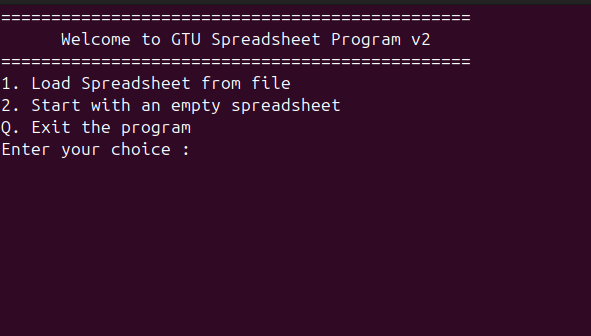 ===============================================
Welcome to GTU Spreadsheet Program v2
===============================================
1. Load Spreadsheet from file
2. Start with an empty spreadsheet
Q. Exit the program
Enter your choice :